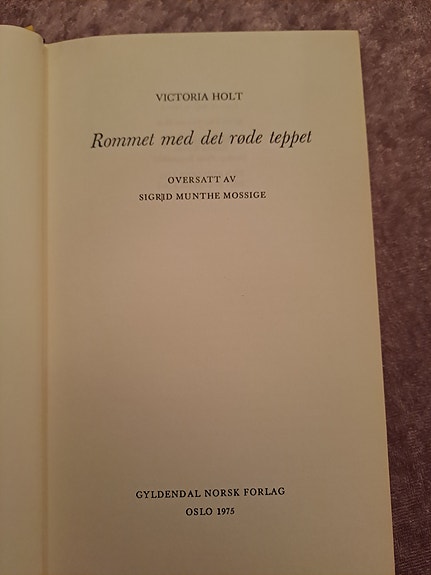 VICTORIA HOLT
Rommet med det røde teppet
OVERSATT AV
SIGRID MUNTHE MOSSIGE
GYLDENDAL NORSK FORLAG
OSLO 1975